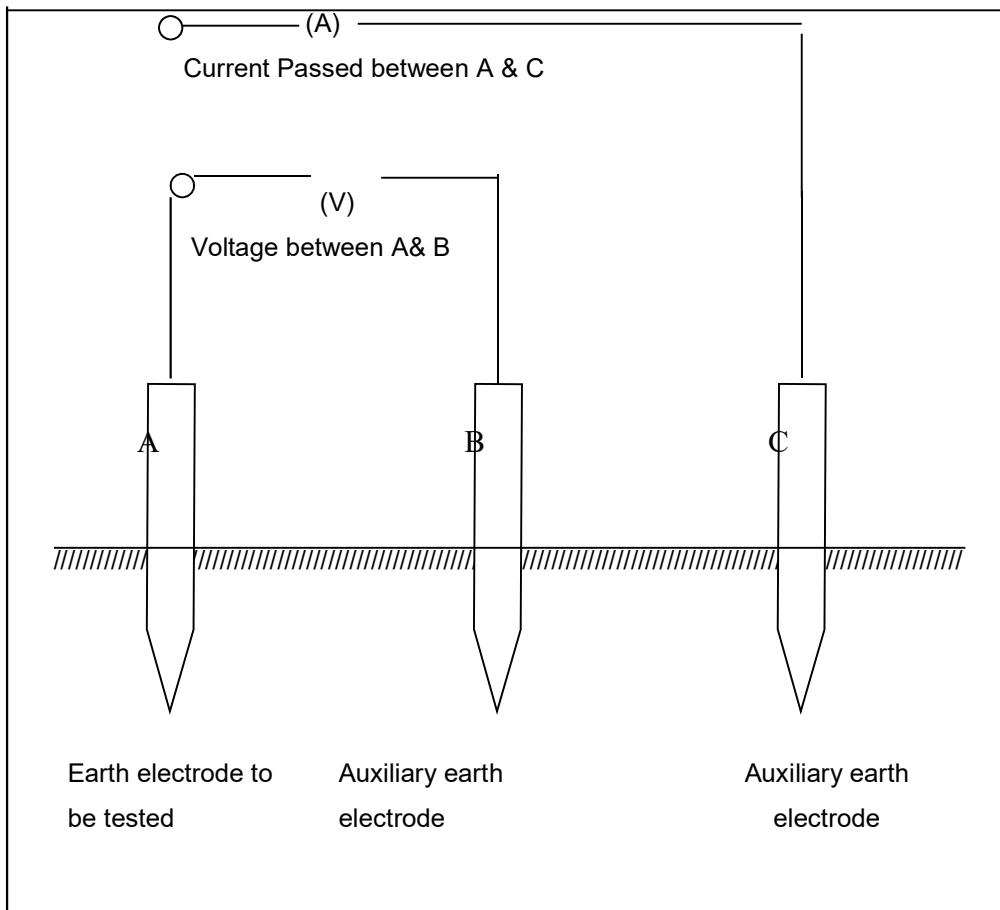 (A)
Current Passed between A & C
(V)
Voltage between A& B
A B C
Earth electrode to
be tested
Auxiliary earth
electrode
Auxiliary earth
electrode